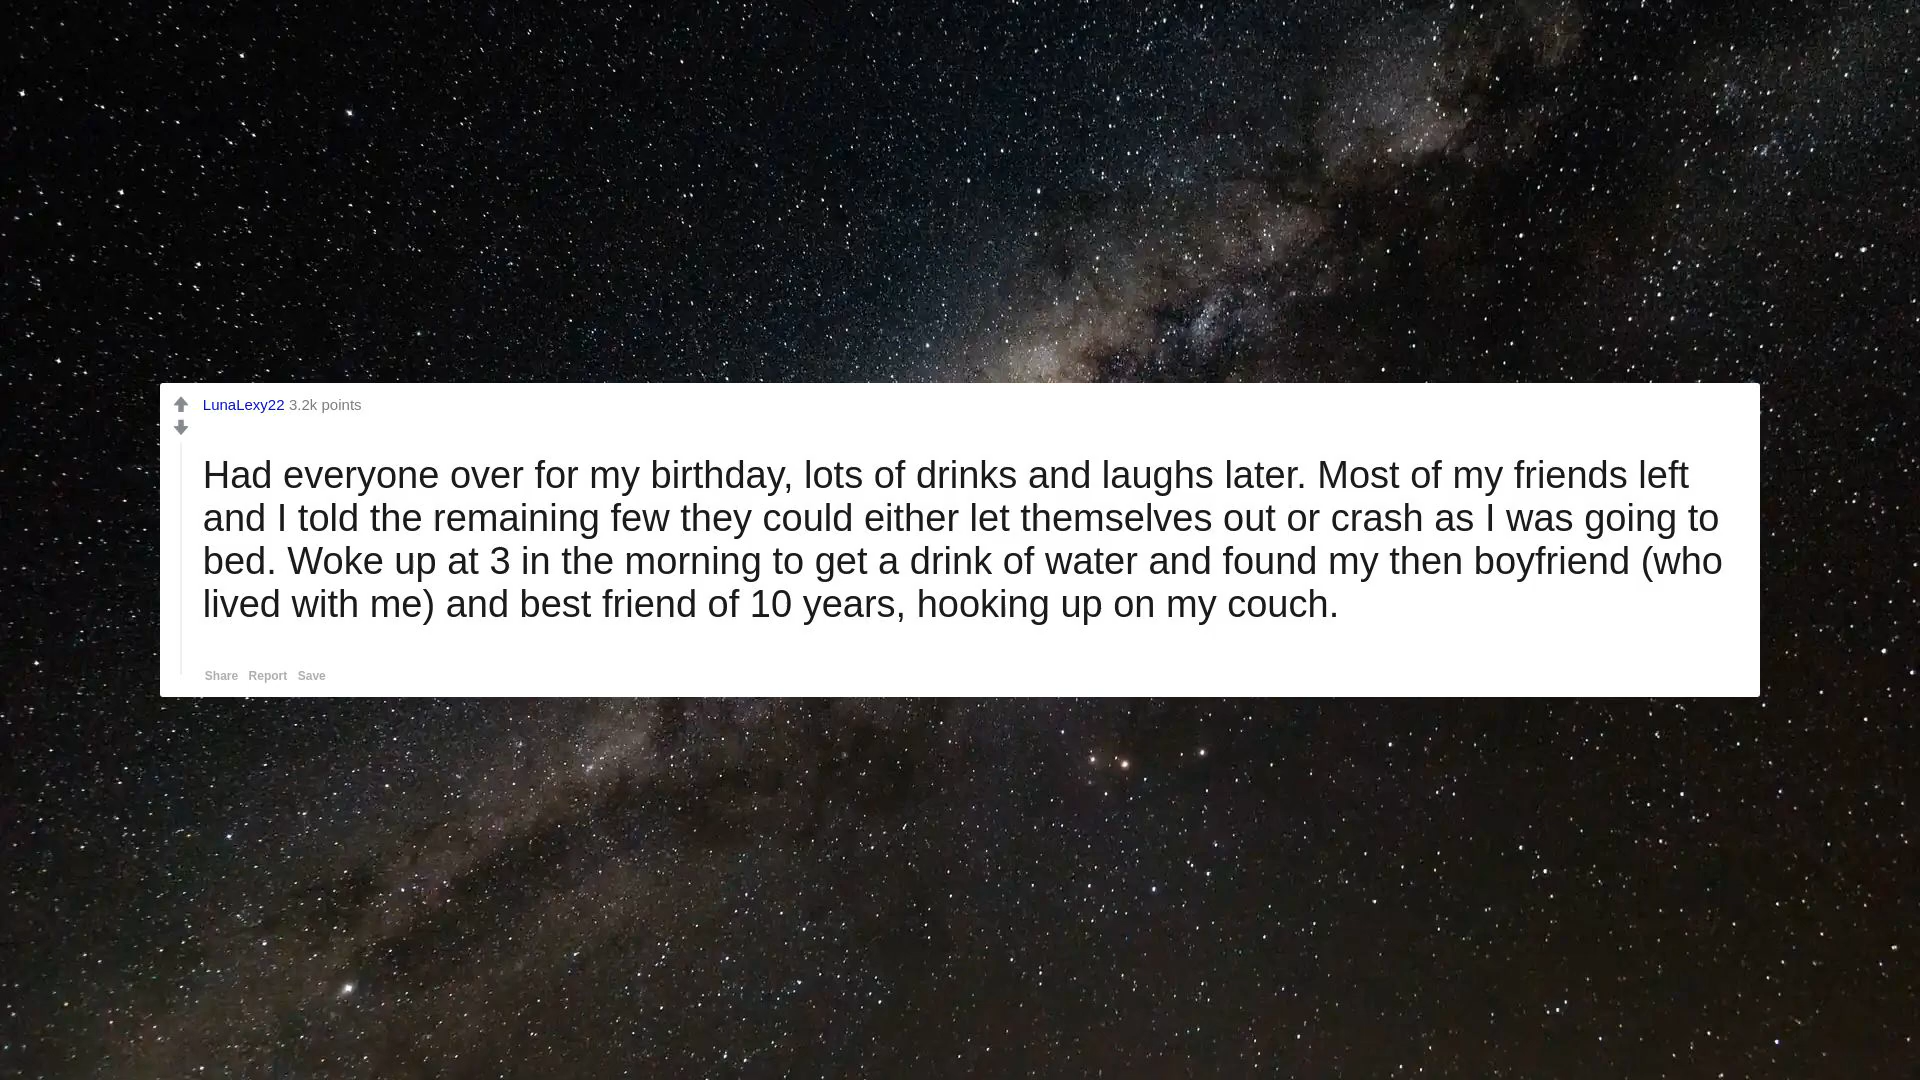 LunaLexy22 3.2k points
Had everyone over for my birthday, lots of drinks and laughs later. Most of my friends left
and I told the remaining few they could either let themselves out or crash as I was going to
bed. Woke up at 3 in the morning to get a drink of water and found my then boyfriend (who
lived with me) and best friend of 10 years, hooking up on my couch.
Share Report Save